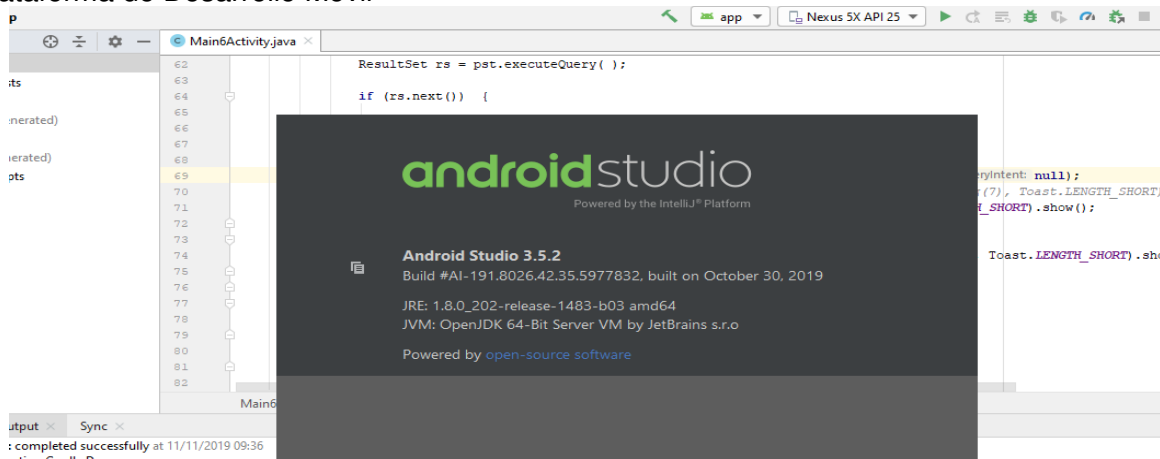 de Desarrollo
p
app
Nexus 5X API 25
Main6Activity.java
62 ResultSet rs = pst.executeQuery( );
sts
63
64 if (rs.next()) {
enerated)
65
66
67
nerated)
68
pts
69 ryIntent: null);
70 (7), Toast.LENGTH_SHORT)
71 H_SHORT).show();
72
73
74 Toast.LENGTH_SHORT).sho
75
76
77
78
79
80
81
82
androidstudio
Powered by the IntelliJ® Platform
Android Studio 3.5.2
Build #AI-191.8026.42.35.5977832, built on October 30, 2019
JRE: 1.8.0_202-release-1483-b03 amd64
JVM: OpenJDK 64-Bit Server VM by JetBrains s.r.o
Powered by open-source software
Main6
utput
Sync
: completed successfully at 11/11/2019 09:36